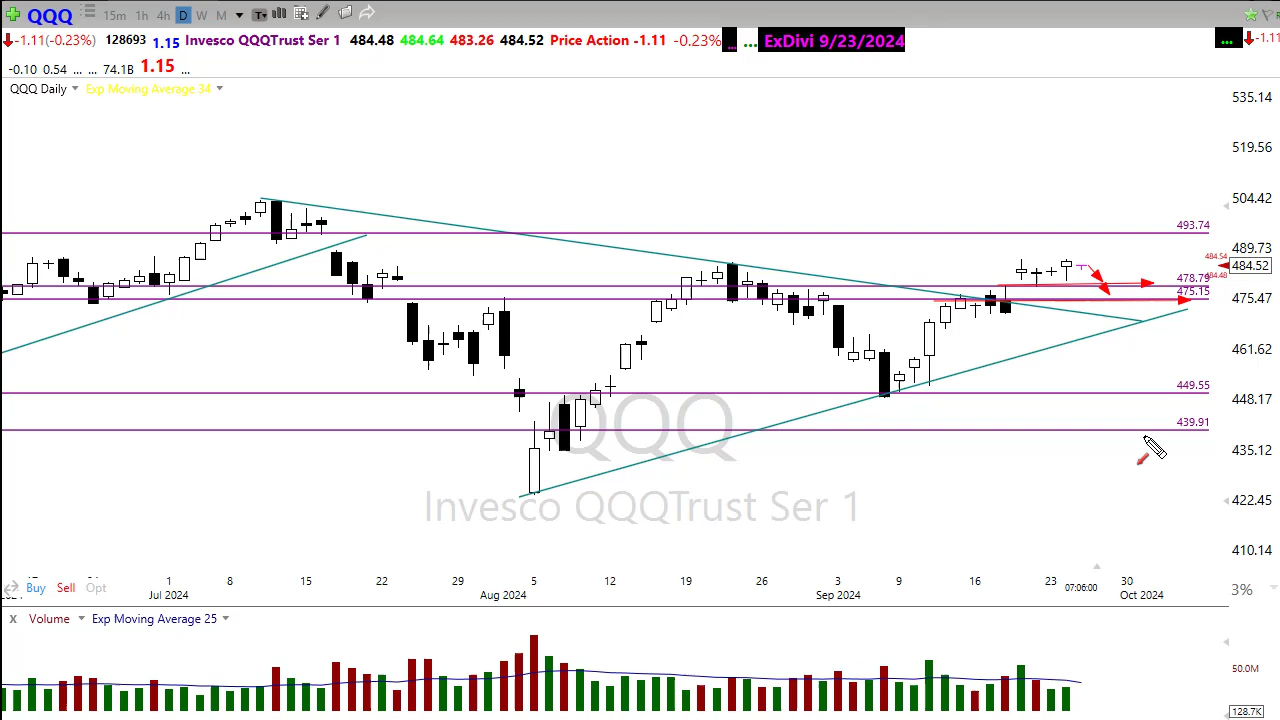 QQQ 15m 1h 4h D W M T
-1.11(-0.23%) 128693 1.15 Invesco QQQTrust Ser 1 484.48 484.64 483.26 484.52 Price Action -1.11 -0.23% ... ... ExDivi 9/23/2024 ... -1.11
-0.10 0.54 ... ... 74.1B 1.15 ...
QQQ Daily Exp Moving Average 34
535.14
519.56
504.42
493.74
489.73
484.54
484.52
484.48
478.79
475.15
475.47
461.62
449.55
448.17
439.91
435.12
422.45
410.14
QQQ
Invesco QQQTrust Ser 1
1 8 15 22 29 5 12 19 26 3 9 16 23 30
Buy Sell Opt 07:06:00 3%
Jul 2024 Aug 2024 Sep 2024 Oct 2024
X Volume Exp Moving Average 25
50.0M
128.7K